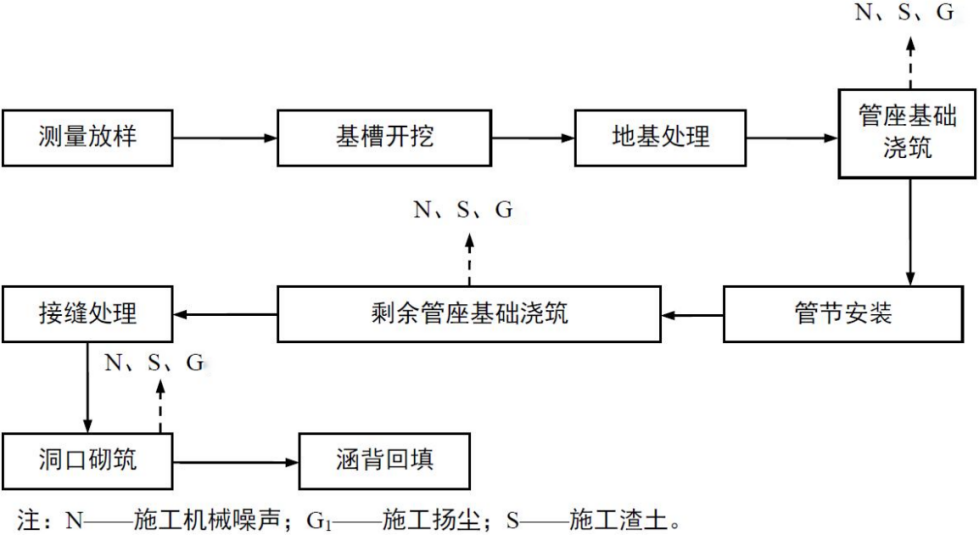 N、S、G
测量放样
基槽开挖
地基处理
管座基础
浇筑
N、S、G
接缝处理
剩余管座基础浇筑
管节安装
N、S、G
洞口砌筑
涵背回填
注：N——施工机械噪声；G₁——施工扬尘；S——施工渣土。